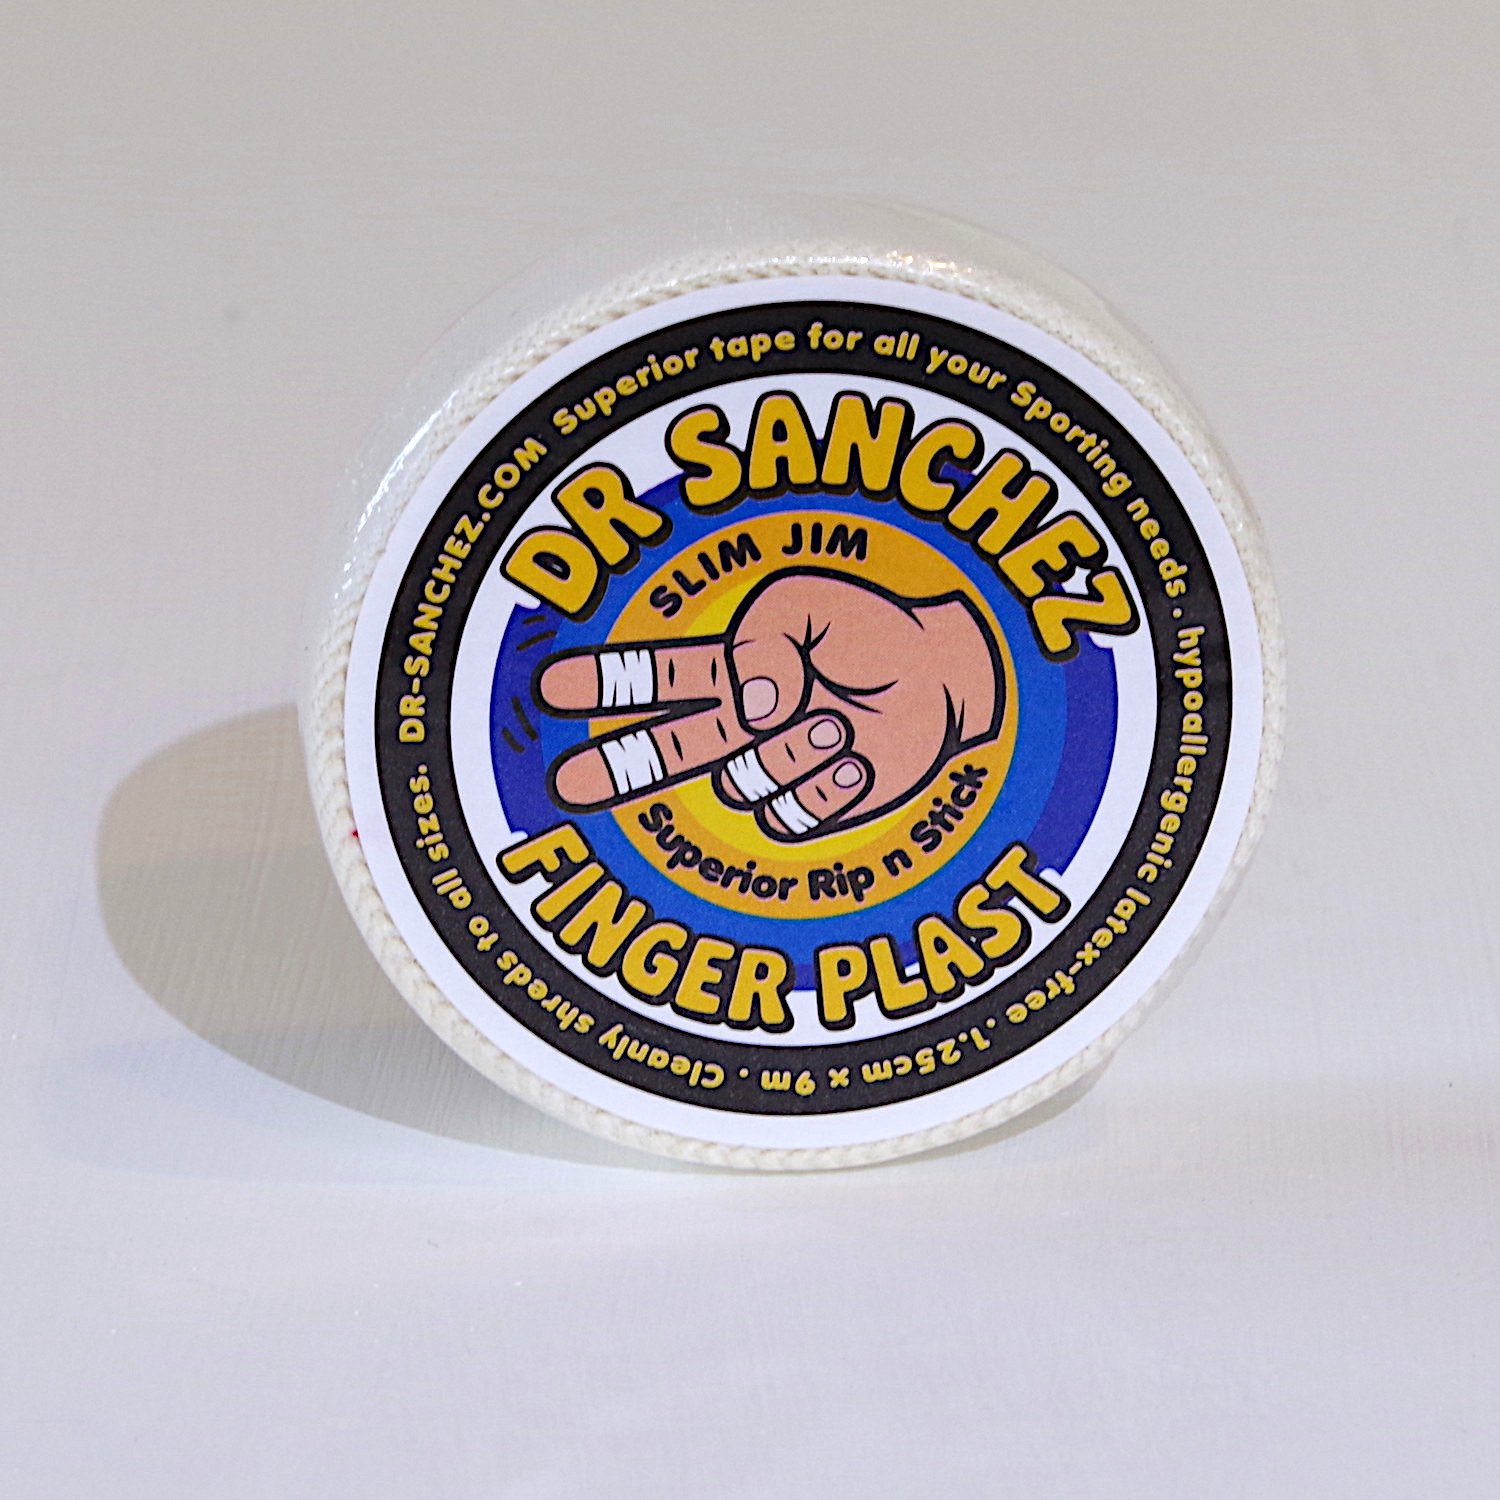 DR SANCHEZ
SLIM JIM
Superior Rip n Stick
FINGER PLAST
DR-SANCHEZ.COM Superior tape for all your Sporting needs. hypoallergenic latex-free. 1.25cm x 9m. Cleanly shreds to all sizes.